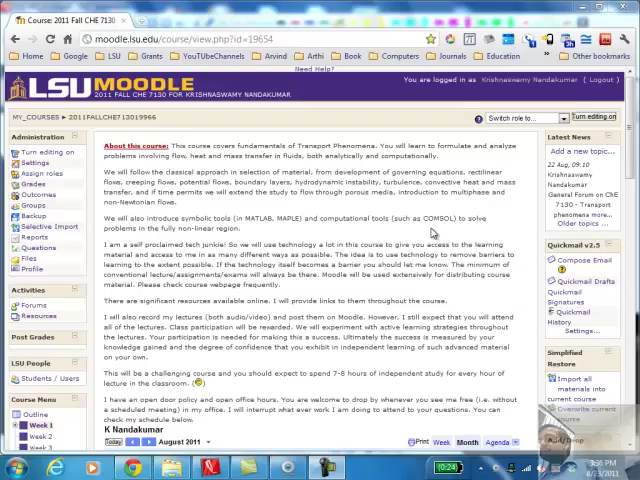 Course: 2011 Fall CHE 7130
moodle.lsu.edu/course/view.php?id=19654
Home Google LSU Grants YouTubeChannels Arvind Arthi Book Computers Journals Education Other bookmarks
Need Help?
You are logged in as Krishnaswamy Nandakumar ( Logout )
LSU MOODLE
2011 FALL CHE 7130 FOR KRISHNASWAMY NANDAKUMAR
MY_COURSES ► 2011FALLCHE713019966
Switch role to...
Turn editing on
Administration
Turn editing on
Settings
Assign roles
Grades
Outcomes
Groups
Backup
Selective Import
Reports
Questions
Files
Profile
Activities
Forums
Resources
Post Grades
LSU People
Students / Users
Course Menu
Outline
Week 1
Week 2
Week 3
About this course: This course covers fundamentals of Transport Phenomena. You will learn to formulate and analyze
problems involving flow, heat and mass transfer in fluids, both analytically and computationally.
We will follow the classical approach in selection of material, from development of governing equations, rectilinear
flows, creeping flows, potential flows, boundary layers, hydrodynamic instability, turbulence, convective heat and mass
transfer, and if time permits we will extend the study to flow through porous media, introduction to multiphase and
non-Newtonian flows.
We will also introduce symbolic tools (in MATLAB, MAPLE) and computational tools (such as COMSOL) to solve
problems in the fully non-linear region.
I am a self proclaimed tech junkie! So we will use technology a lot in this course to give you access to the learning
material and access to me in as many different ways as possible. The idea is to use technology to remove barriers to
learning to the extent possible. If the technology itself becomes a barrier you should let me know. The minimum of
conventional lecture/assignments/exams will always be there. Moodle will be used extensively for distributing course
material. Please check course webpage frequently.
There are significant resources available online. I will provide links to them throughout the course.
I will also record my lectures (both audio/video) and post them on Moodle. However, I still expect that you will attend
all of the lectures. Class participation will be rewarded. We will experiment with active learning strategies throughout
the lectures. Your participation is needed for making this a success. Ultimately the success is measured by your
knowledge gained and the degree of confidence that you exhibit in independent learning of such advanced material
on your own.
This will be a challenging course and you should expect to spend 7-8 hours of independent study for every hour of
lecture in the classroom. ( )
I have an open door policy and open office hours. You are welcome to drop by whenever you see me free (i.e. without
a scheduled meeting) in my office. I will interrupt what ever work I am doing to attend to your questions. You can
check my schedule below.
K Nandakumar
Today August 2011 Print Week Month Agenda
Latest News
Add a new topic...
22 Aug, 09:10
Krishnaswamy
Nandakumar
General Forum on ChE
7130 - Transport
phenomena more...
Older topics ...
Quickmail v2.5
Compose Email
Quickmail Drafts
Quickmail
Signatures
Quickmail
History
Settings...
Simplified
Restore
Import all
materials into
current course
Overwrite current
course
Add/Drop
(0:24)
3:36 PM
8/13/2011